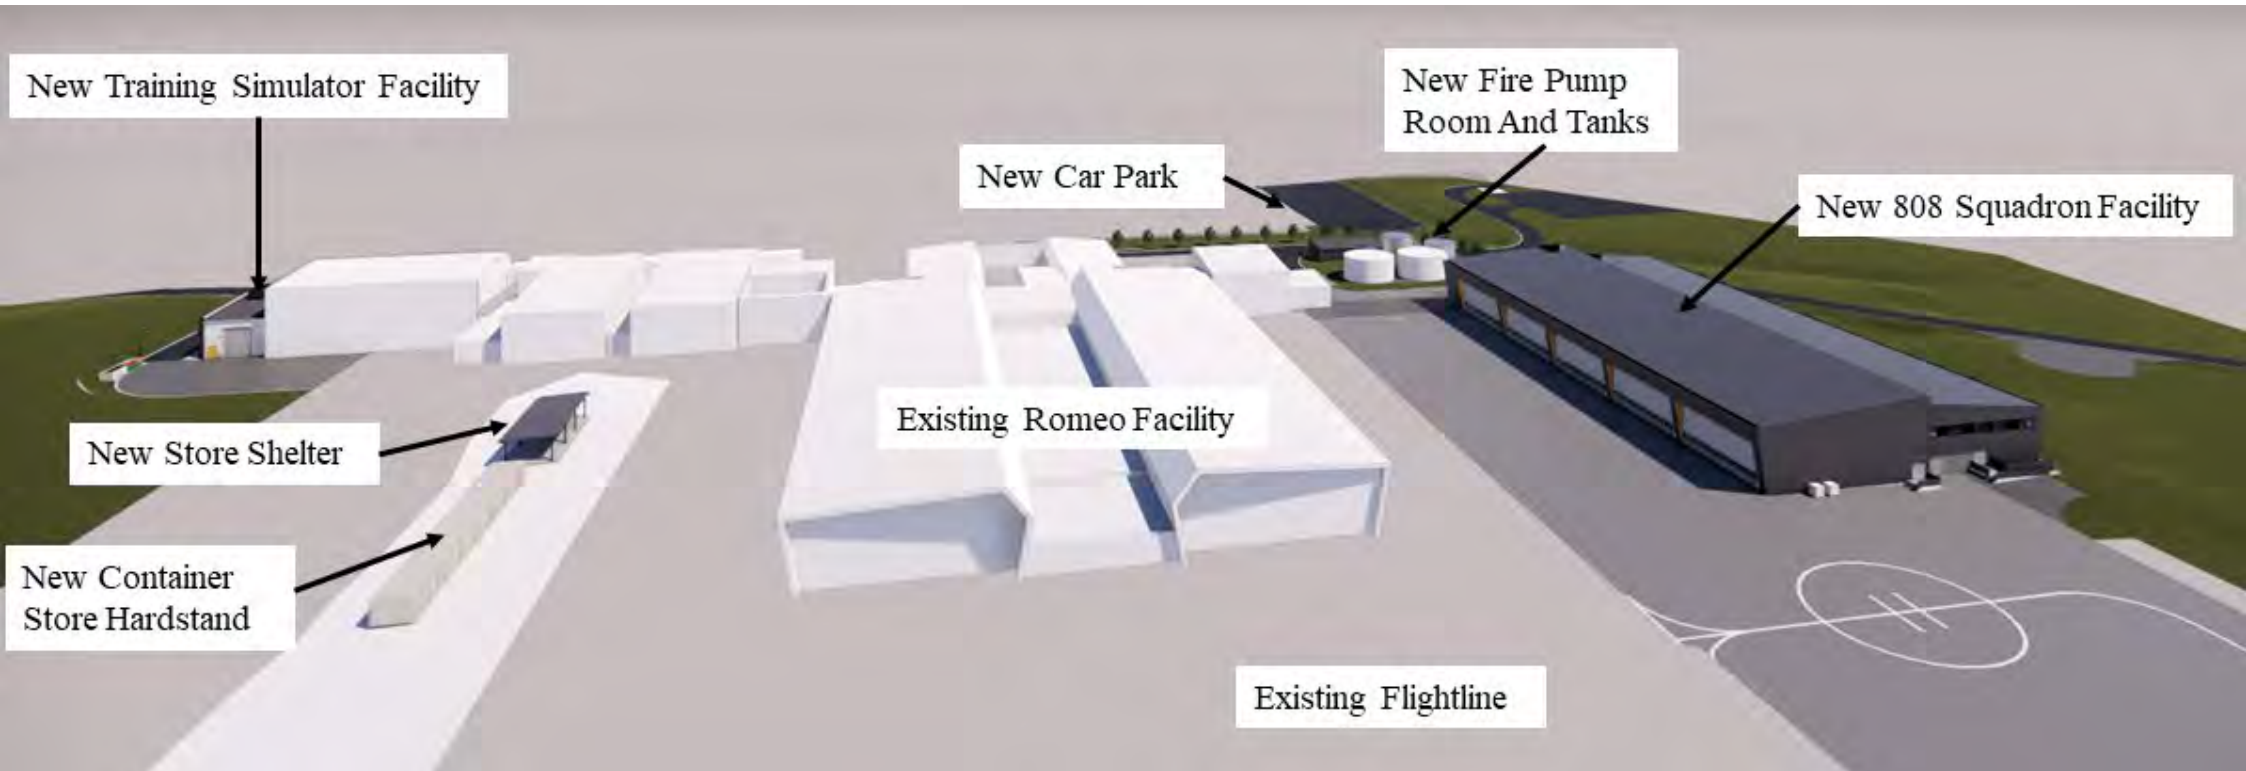 New Training Simulator Facility
New Fire Pump
Room And Tanks
New Car Park
New 808 Squadron Facility
Existing Romeo Facility
New Store Shelter
New Container
Store Hardstand
Existing Flightline
H